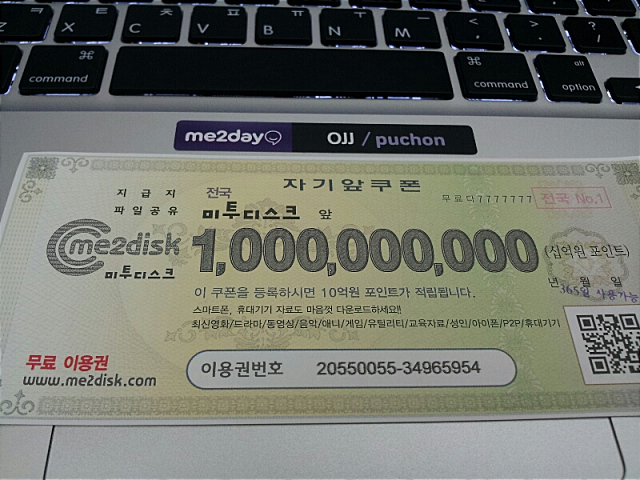 Z X C V B N M < , > . ? /
ㅋ ㅌ ㅊ ㅍ ㅠ ㅜ ㅡ
⌘ command
⌘ command
alt option
me2day
OJJ / puchon
자기앞쿠폰
지급지 전국
무료다7777777
전국 No.1
파일공유 미투디스크 앞
me2disk
미투디스크
1,000,000,000
(십억원 포인트)
년 월 일
365일 사용가능
이 쿠폰을 등록하시면 10억원 포인트가 적립됩니다.
스마트폰, 휴대기기 자료도 마음껏 다운로드하세요!!
최신영화/드라마/동영상/음악/애니/게임/유틸리티/교육자료/성인/아이폰/P2P/휴대기기
무료 이용권
www.me2disk.com
이용권번호 20550055-34965954